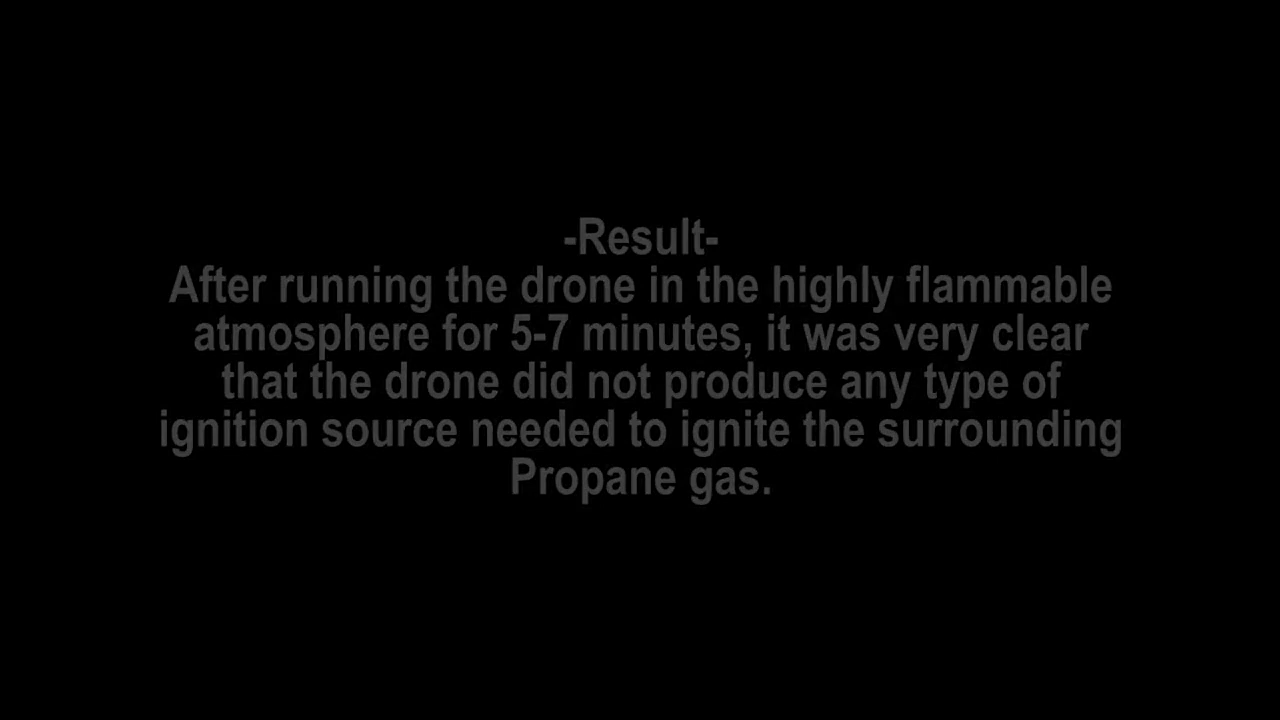 -Result-
After running the drone in the highly flammable
atmosphere for 5-7 minutes, it was very clear
that the drone did not produce any type of
ignition source needed to ignite the surrounding
Propane gas.